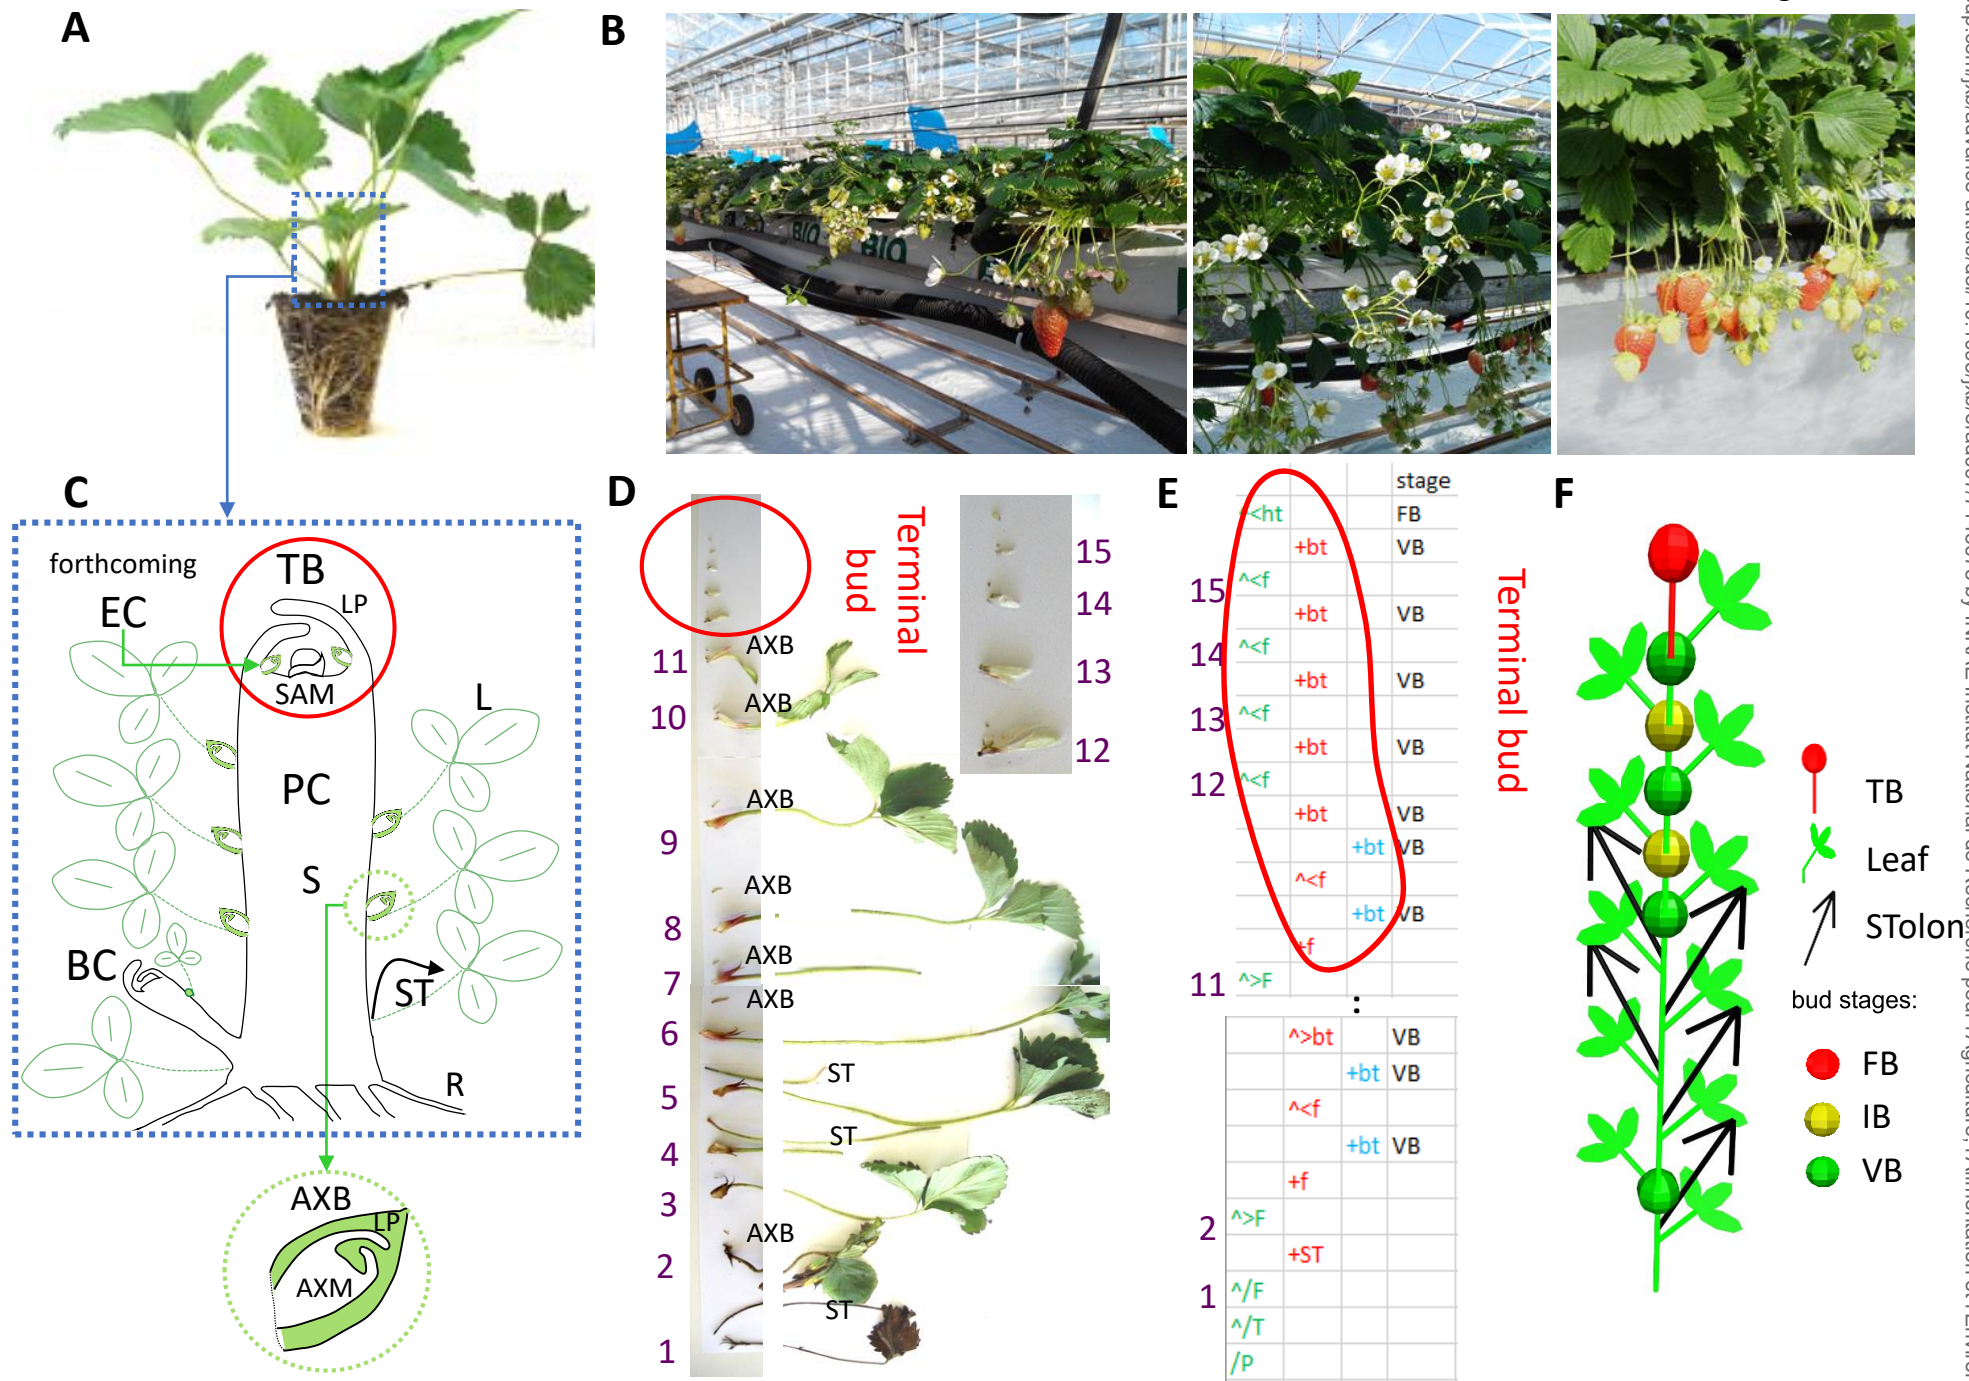 A
B
BIO
BIO
C
forthcoming
TB
EC
LP
SAM
L
PC
S
BC
ST
R
AXB
LP
AXM
D
Terminal
bud
AXB
11
AXB
10
AXB
9
AXB
8
AXB
7
AXB
6
ST
5
ST
4
3
AXB
2
ST
1
15
14
13
12
E
stage
^<ht FB
+bt VB
15 ^<f
+bt VB
14 ^<f
+bt VB
13 ^<f
+bt VB
12 ^<f
+bt VB
+bt VB
^<f
+bt VB
+f
11 ^>F
:
^>bt VB
+bt VB
^<f
+bt VB
+f
2 ^>F
+ST
1 ^/F
^/T
/P
Terminal bud
F
TB
Leaf
STolon
bud stages:
FB
IB
VB